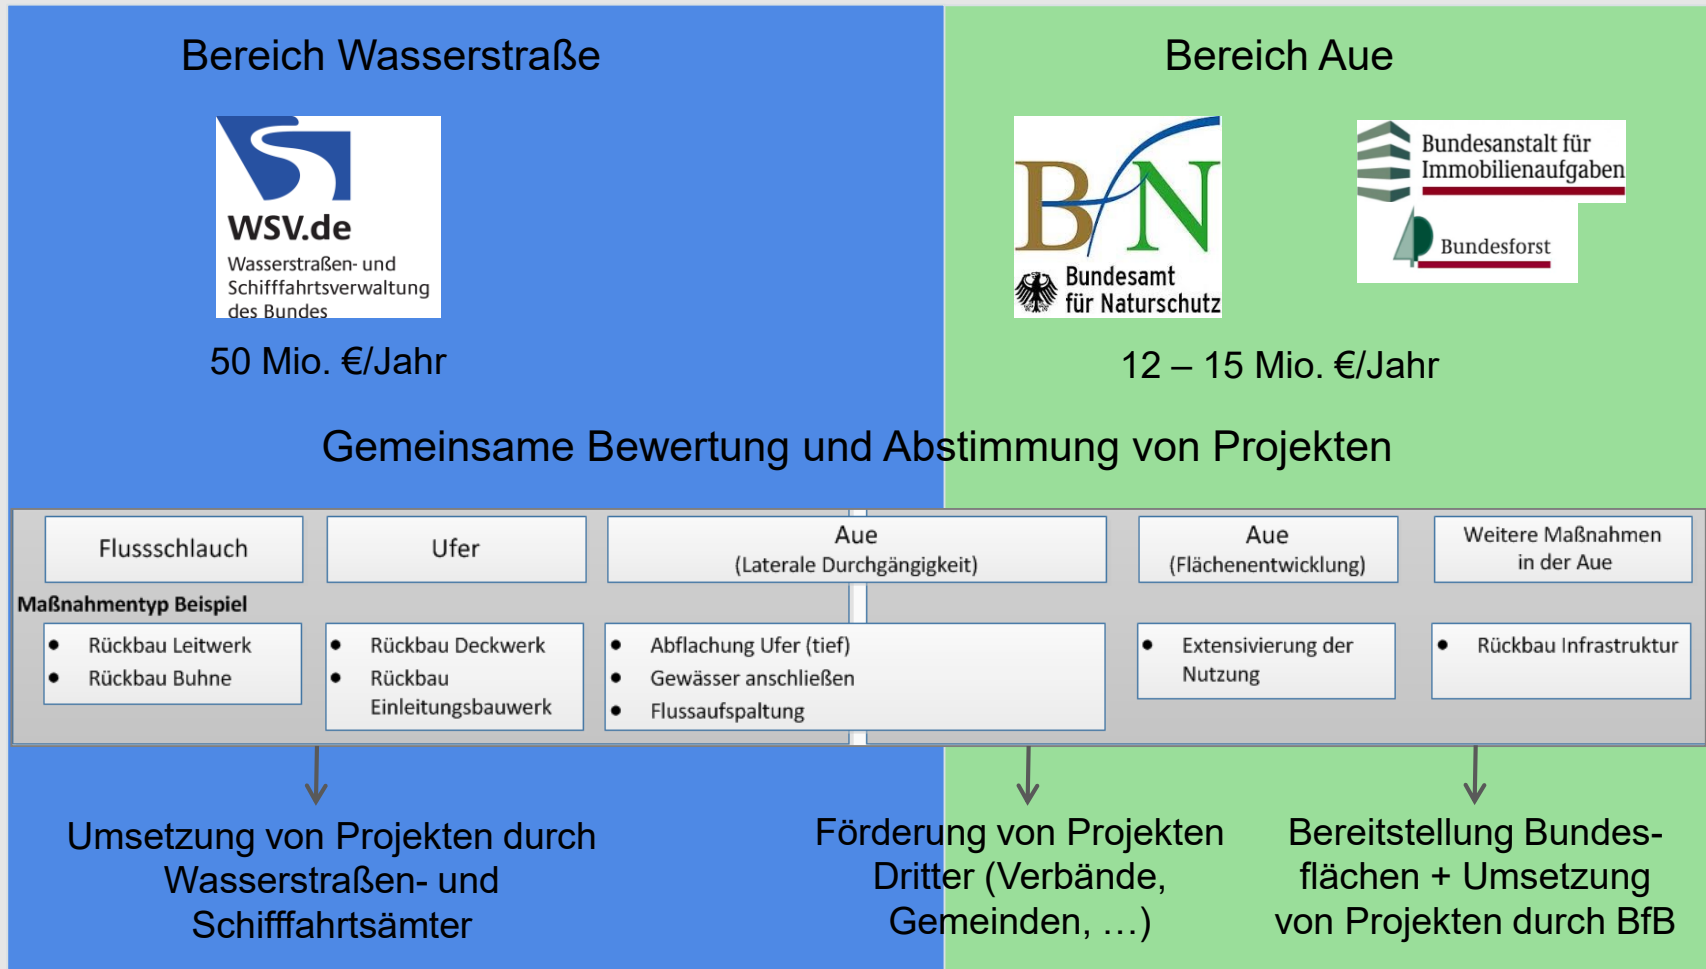 Bereich Wasserstraße
Bereich Aue
WSV.de
Wasserstraßen- und
Schifffahrtsverwaltung
des Bundes
BfN
Bundesamt
für Naturschutz
Bundesanstalt für
Immobilienaufgaben
Bundesforst
50 Mio. €/Jahr
12 – 15 Mio. €/Jahr
Gemeinsame Bewertung und Abstimmung von Projekten
Flussschlauch
Ufer
Aue
(Laterale Durchgängigkeit)
Aue
(Flächenentwicklung)
Weitere Maßnahmen
in der Aue
Maßnahmentyp Beispiel
• Rückbau Leitwerk
• Rückbau Buhne
• Rückbau Deckwerk
• Rückbau
Einleitungsbauwerk
• Abflachung Ufer (tief)
• Gewässer anschließen
• Flussaufspaltung
• Extensivierung der
Nutzung
• Rückbau Infrastruktur
Umsetzung von Projekten durch
Wasserstraßen- und
Schifffahrtsämter
Förderung von Projekten
Dritter (Verbände,
Gemeinden, …)
Bereitstellung Bundes-
flächen + Umsetzung
von Projekten durch BfB